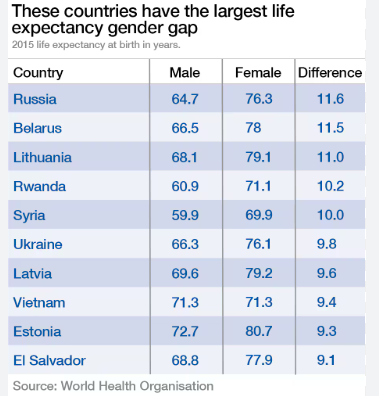 These countries have the largest life
expectancy gender gap
2015 life expectancy at birth in years.
Country Male Female Difference
Russia 64.7 76.3 11.6
Belarus 66.5 78 11.5
Lithuania 68.1 79.1 11.0
Rwanda 60.9 71.1 10.2
Syria 59.9 69.9 10.0
Ukraine 66.3 76.1 9.8
Latvia 69.6 79.2 9.6
Vietnam 71.3 71.3 9.4
Estonia 72.7 80.7 9.3
El Salvador 68.8 77.9 9.1
Source: World Health Organisation